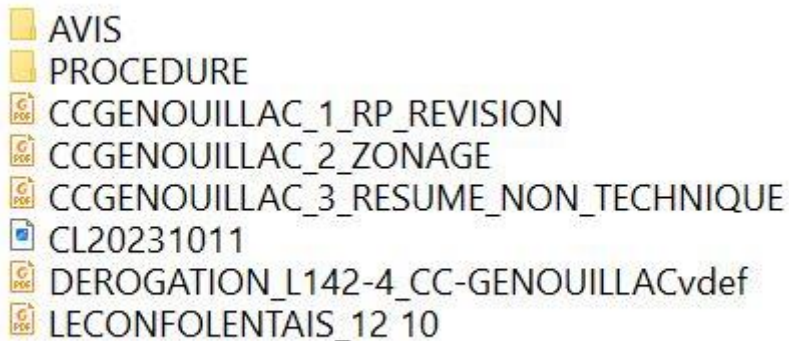 AVIS
PROCEDURE
CCGENOUILLAC_1_RP_REVISION
CCGENOUILLAC_2_ZONAGE
CCGENOUILLAC_3_RESUME_NON_TECHNIQUE
CL20231011
DEROGATION_L142-4_CC-GENOUILLACvdef
LECONFOLENTAIS_12 10